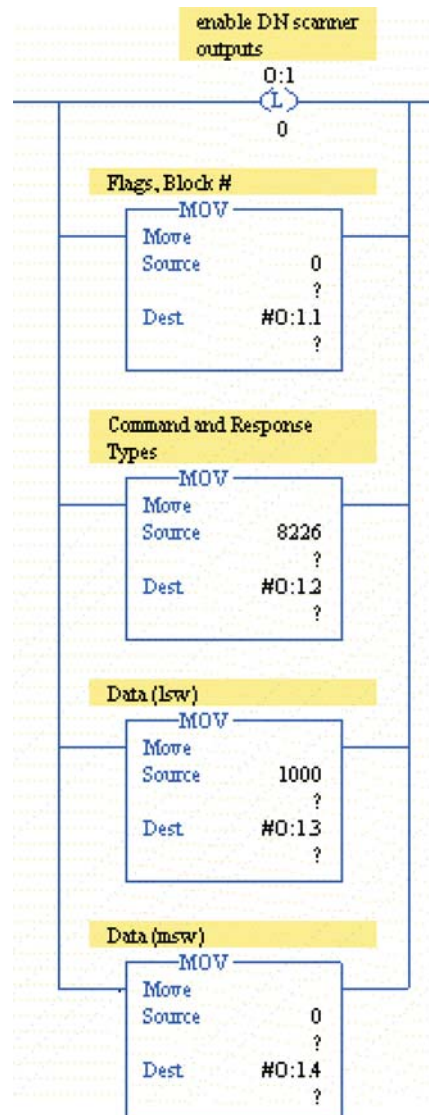 enable DN scanner
outputs
O:1
(L)
0
Flags, Block #
MOV
Move
Source 0
?
Dest #O:1.1
?
Command and Response
Types
MOV
Move
Source 8226
?
Dest #O:1.2
?
Data (lsw)
MOV
Move
Source 1000
?
Dest #O:1.3
?
Data (msw)
MOV
Move
Source 0
?
Dest #O:1.4
?